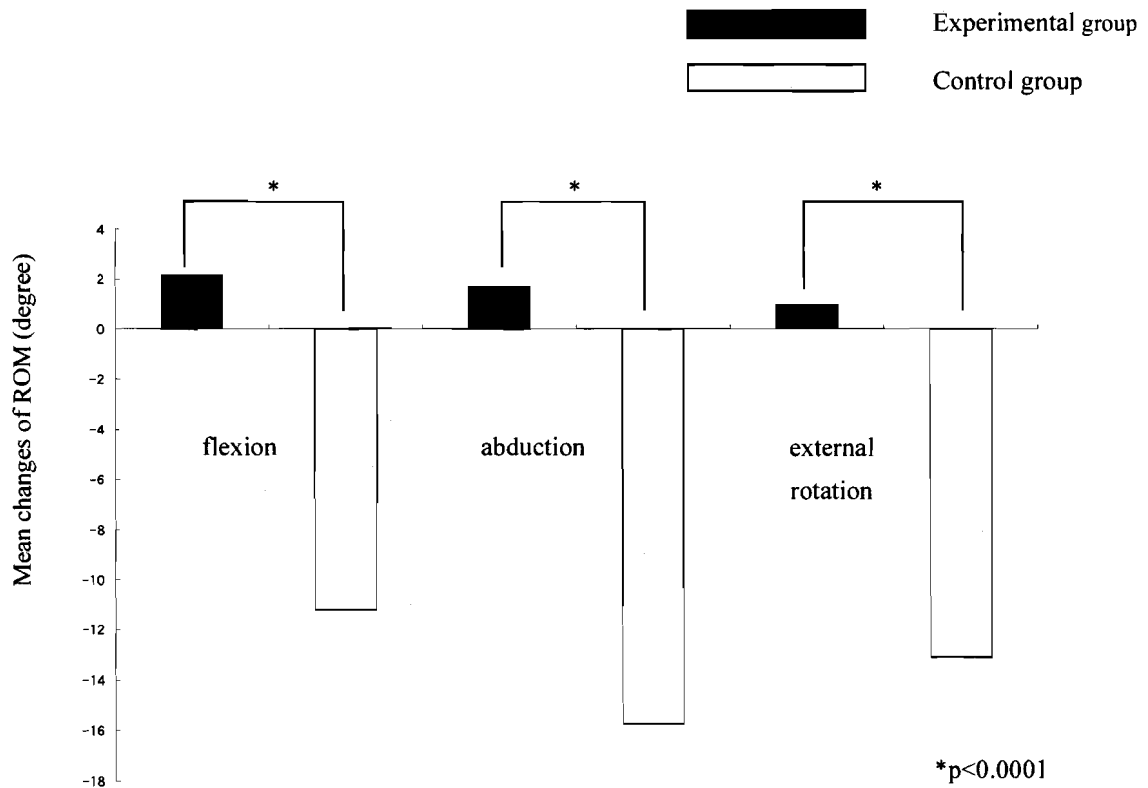 Experimental group
Control group
*
*
*
Mean changes of ROM (degree)
4
2
0
-2
-4
-6
-8
-10
-12
-14
-16
-18
flexion
abduction
external
rotation
*p<0.0001